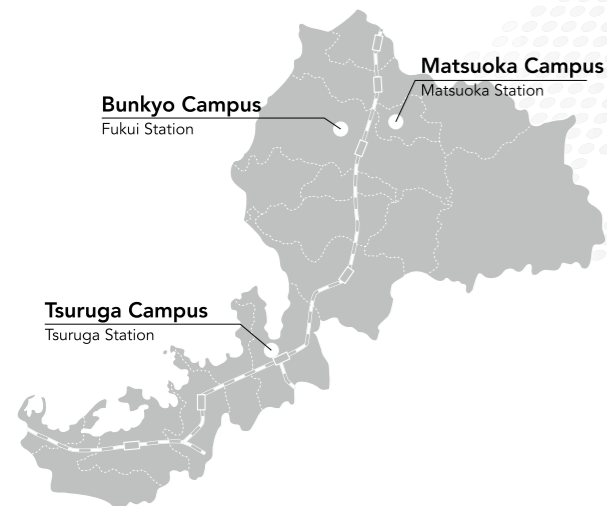 Matsuoka Campus
Matsuoka Station
Bunkyo Campus
Fukui Station
Tsuruga Campus
Tsuruga Station